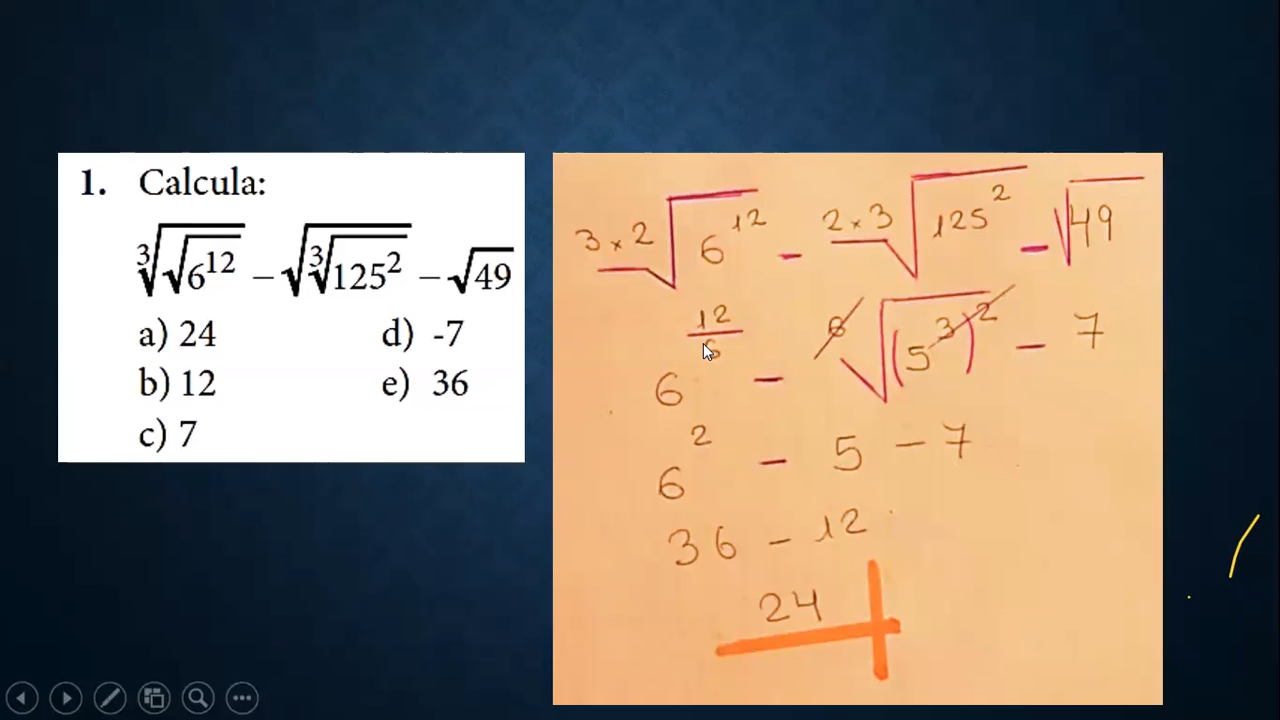 1. Calcula:
∛√6¹² − √∛125² − √49
a) 24 d) -7
b) 12 e) 36
c) 7
3×2√6¹² − 2×3√125² − √49
6^(12/6) − 6√(5³)² − 7
6² − 5 − 7
36 − 12
24